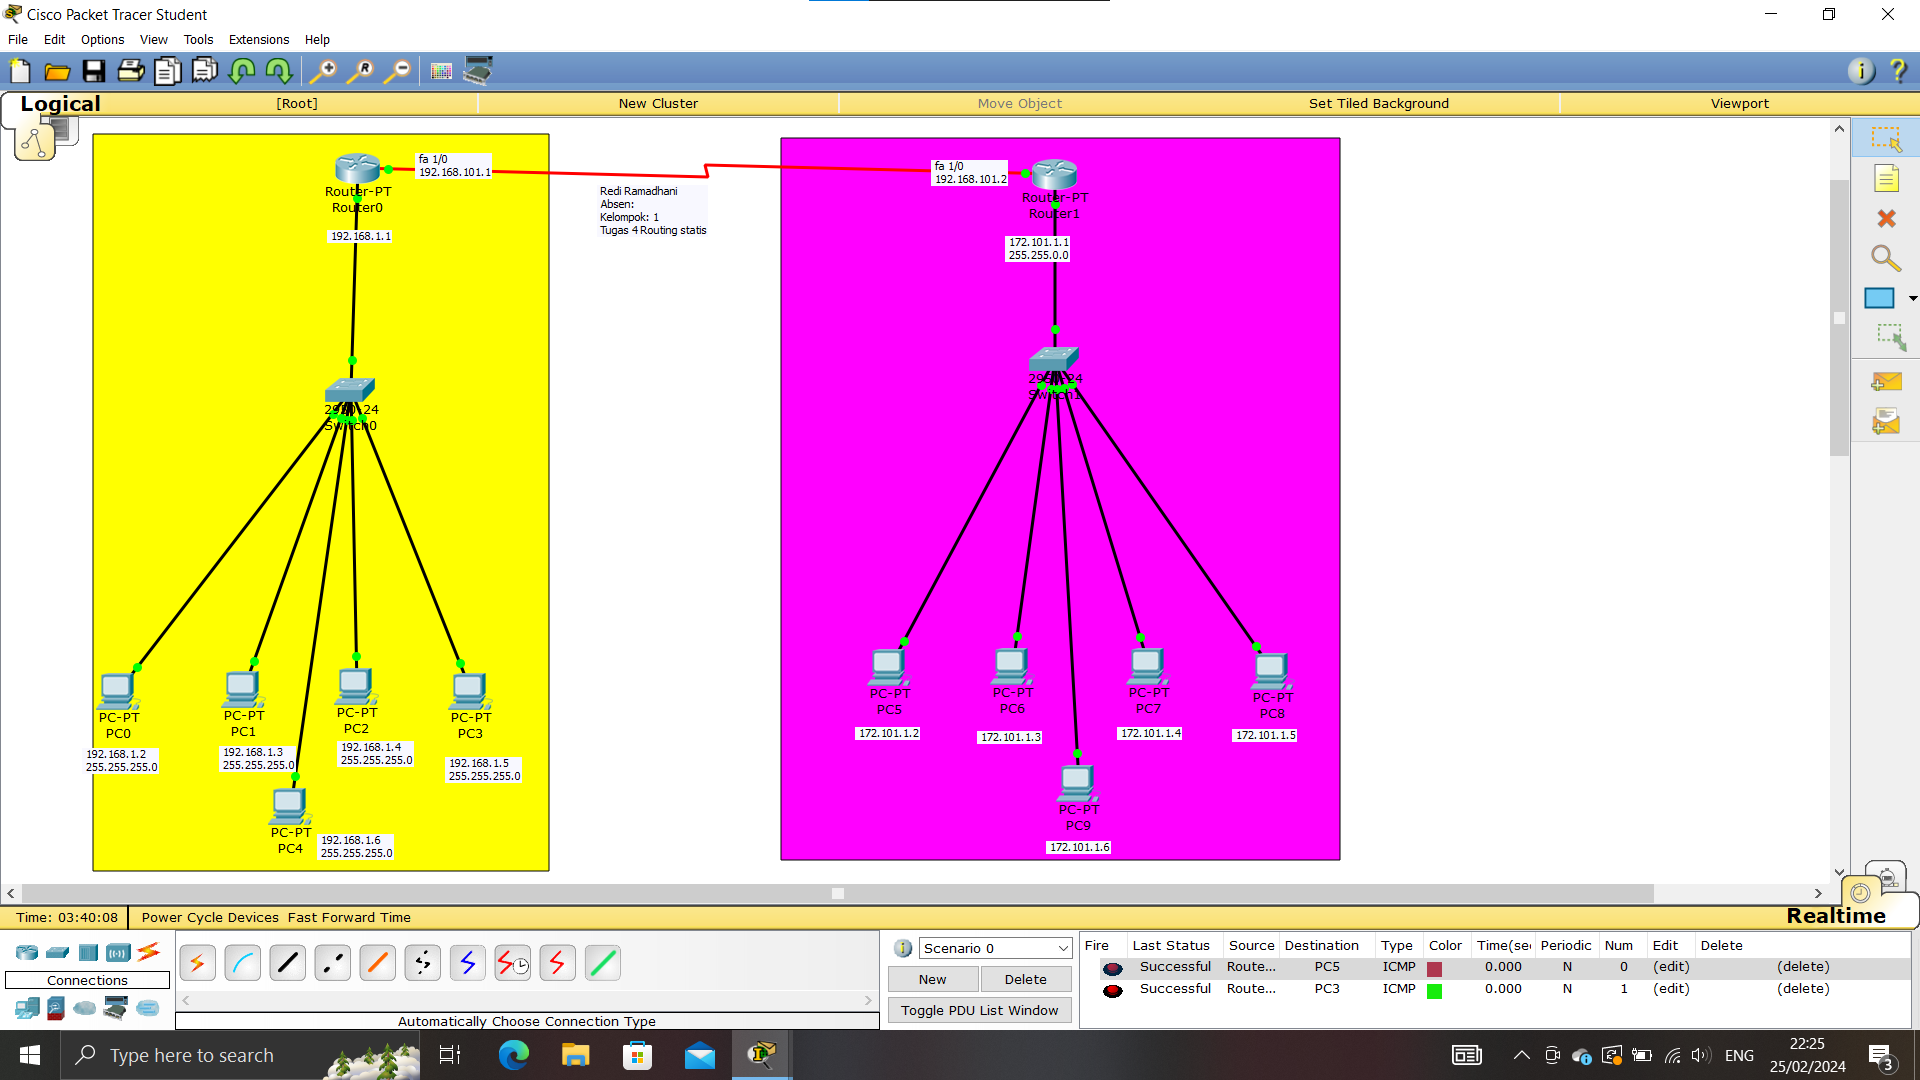 Cisco Packet Tracer Student
File Edit Options View Tools Extensions Help
Logical [Root] New Cluster Move Object Set Tiled Background Viewport
fa 1/0
192.168.101.1
Router-PT
Router0
192.168.1.1
Redi Ramadhani
Absen:
Kelompok: 1
Tugas 4 Routing statis
fa 1/0
192.168.101.2
Router-PT
Router1
172.101.1.1
255.255.0.0
2950-24
Switch0
2950-24
Switch1
PC-PT
PC0
192.168.1.2
255.255.255.0
PC-PT
PC1
192.168.1.3
255.255.255.0
PC-PT
PC2
192.168.1.4
255.255.255.0
PC-PT
PC3
192.168.1.5
255.255.255.0
PC-PT
PC4
192.168.1.6
255.255.255.0
PC-PT
PC5
172.101.1.2
PC-PT
PC6
172.101.1.3
PC-PT
PC7
172.101.1.4
PC-PT
PC8
172.101.1.5
PC-PT
PC9
172.101.1.6
Time: 03:40:08 Power Cycle Devices Fast Forward Time
Realtime
Connections
Automatically Choose Connection Type
Scenario 0
New Delete
Toggle PDU List Window
Fire Last Status Source Destination Type Color Time(sec Periodic Num Edit Delete
Successful Route... PC5 ICMP 0.000 N 0 (edit) (delete)
Successful Route... PC3 ICMP 0.000 N 1 (edit) (delete)
Type here to search
ENG
22:25
25/02/2024
3